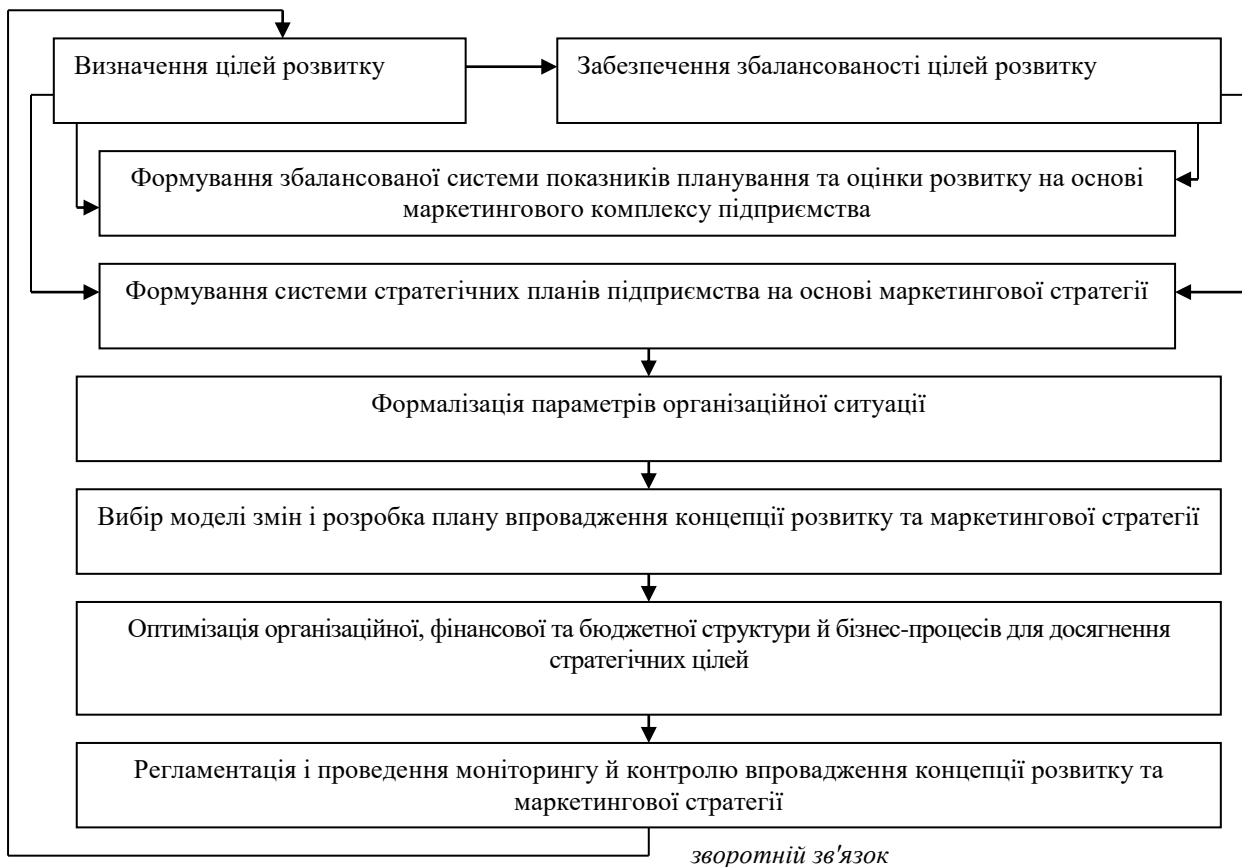 Визначення цілей розвитку
Забезпечення збалансованості цілей розвитку
Формування збалансованої системи показників планування та оцінки розвитку на основі
маркетингового комплексу підприємства
Формування системи стратегічних планів підприємства на основі маркетингової стратегії
Формалізація параметрів організаційної ситуації
Вибір моделі змін і розробка плану впровадження концепції розвитку та маркетингової стратегії
Оптимізація організаційної, фінансової та бюджетної структури й бізнес-процесів для досягнення
стратегічних цілей
Регламентація і проведення моніторингу й контролю впровадження концепції розвитку та
маркетингової стратегії
зворотній зв'язок